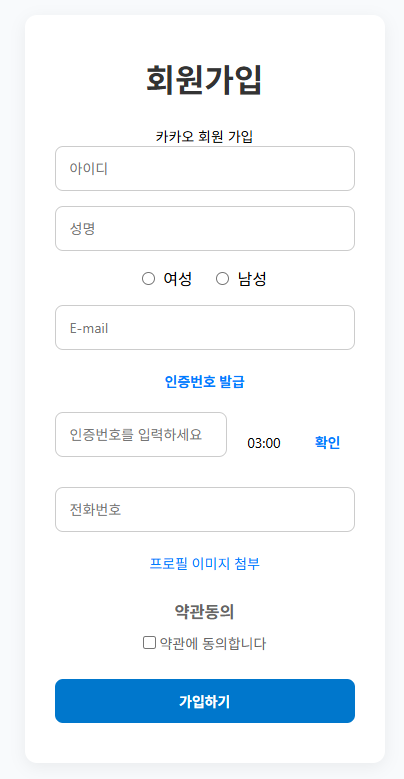 회원가입
카카오 회원 가입
아이디
성명
여성 남성
E-mail
인증번호 발급
인증번호를 입력하세요 03:00 확인
전화번호
프로필 이미지 첨부
약관동의
약관에 동의합니다
가입하기